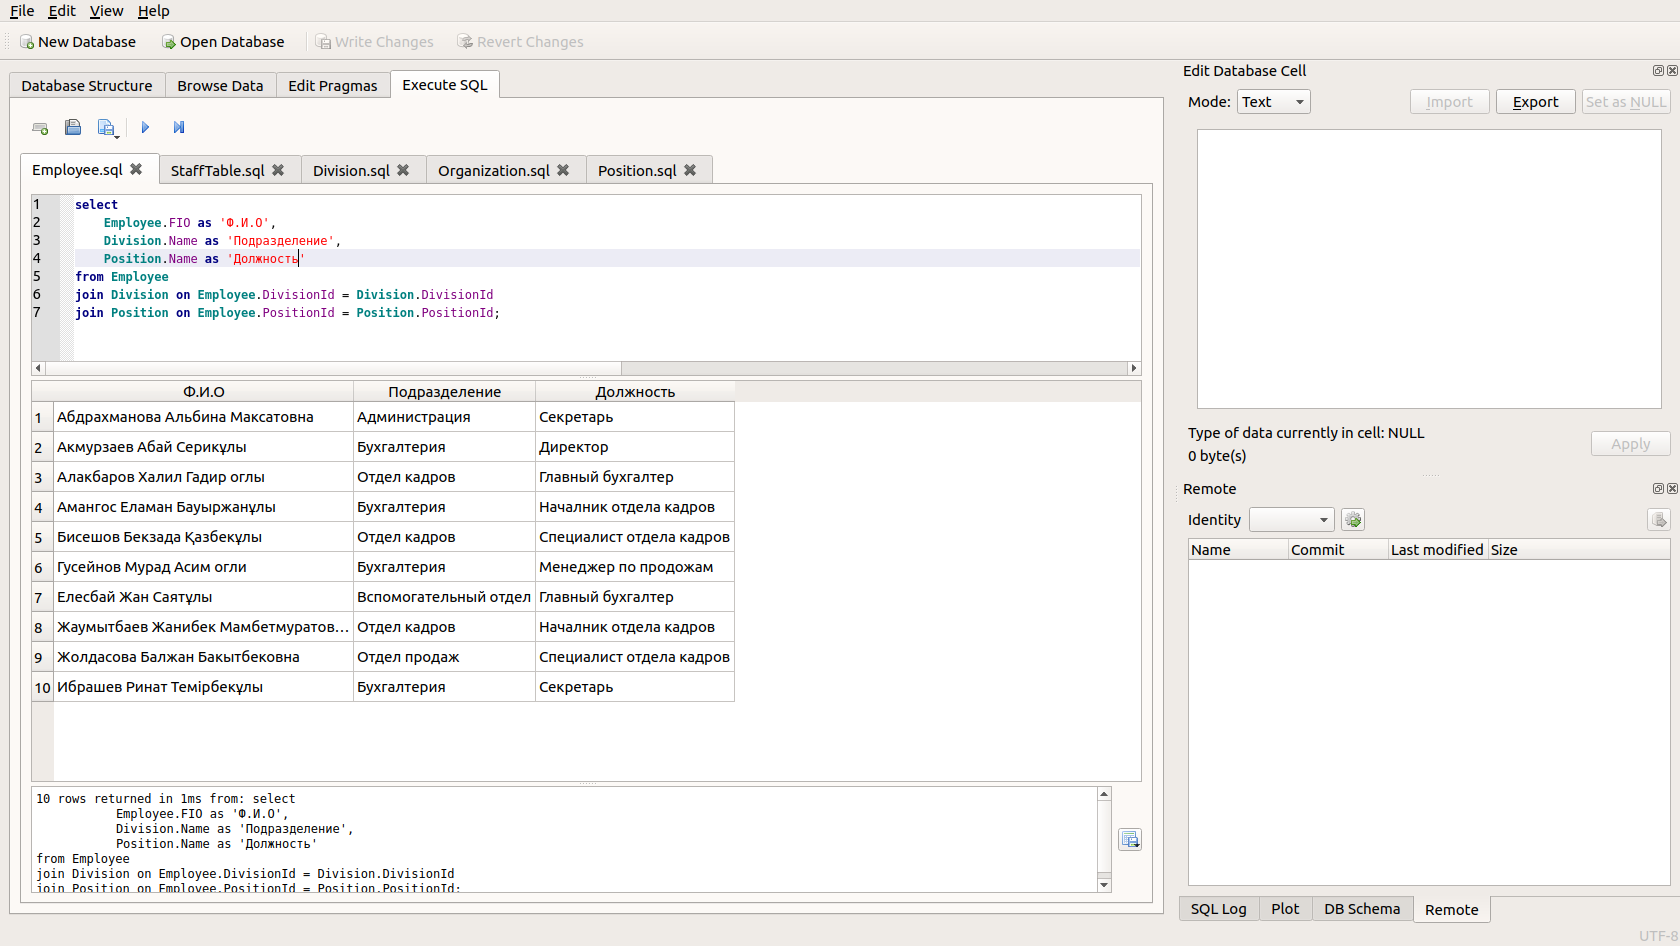 File Edit View Help
New Database Open Database Write Changes Revert Changes
Database Structure Browse Data Edit Pragmas Execute SQL
Employee.sql StaffTable.sql Division.sql Organization.sql Position.sql
1 select
2 Employee.FIO as 'Ф.И.О',
3 Division.Name as 'Подразделение',
4 Position.Name as 'Должность'
5 from Employee
6 join Division on Employee.DivisionId = Division.DivisionId
7 join Position on Employee.PositionId = Position.PositionId;
Ф.И.О Подразделение Должность
1 Абдрахманова Альбина Максатовна Администрация Секретарь
2 Акмурзаев Абай Серикұлы Бухгалтерия Директор
3 Алакбаров Халил Гадир оглы Отдел кадров Главный бухгалтер
4 Амангос Еламан Бауыржанұлы Бухгалтерия Началник отдела кадров
5 Бисешов Бекзада Қазбекұлы Отдел кадров Специалист отдела кадров
6 Гусейнов Мурад Асим огли Бухгалтерия Менеджер по продожам
7 Елесбай Жан Саятұлы Вспомогательный отдел Главный бухгалтер
8 Жаумытбаев Жанибек Мамбетмуратов... Отдел кадров Началник отдела кадров
9 Жолдасова Балжан Бакытбековна Отдел продаж Специалист отдела кадров
10 Ибрашев Ринат Темірбекұлы Бухгалтерия Секретарь
10 rows returned in 1ms from: select
Employee.FIO as 'Ф.И.О',
Division.Name as 'Подразделение',
Position.Name as 'Должность'
from Employee
join Division on Employee.DivisionId = Division.DivisionId
join Position on Employee.PositionId = Position.PositionId;
Edit Database Cell
Mode: Text Import Export Set as NULL
Type of data currently in cell: NULL
0 byte(s)
Apply
Remote
Identity
Name Commit Last modified Size
SQL Log Plot DB Schema Remote
UTF-8